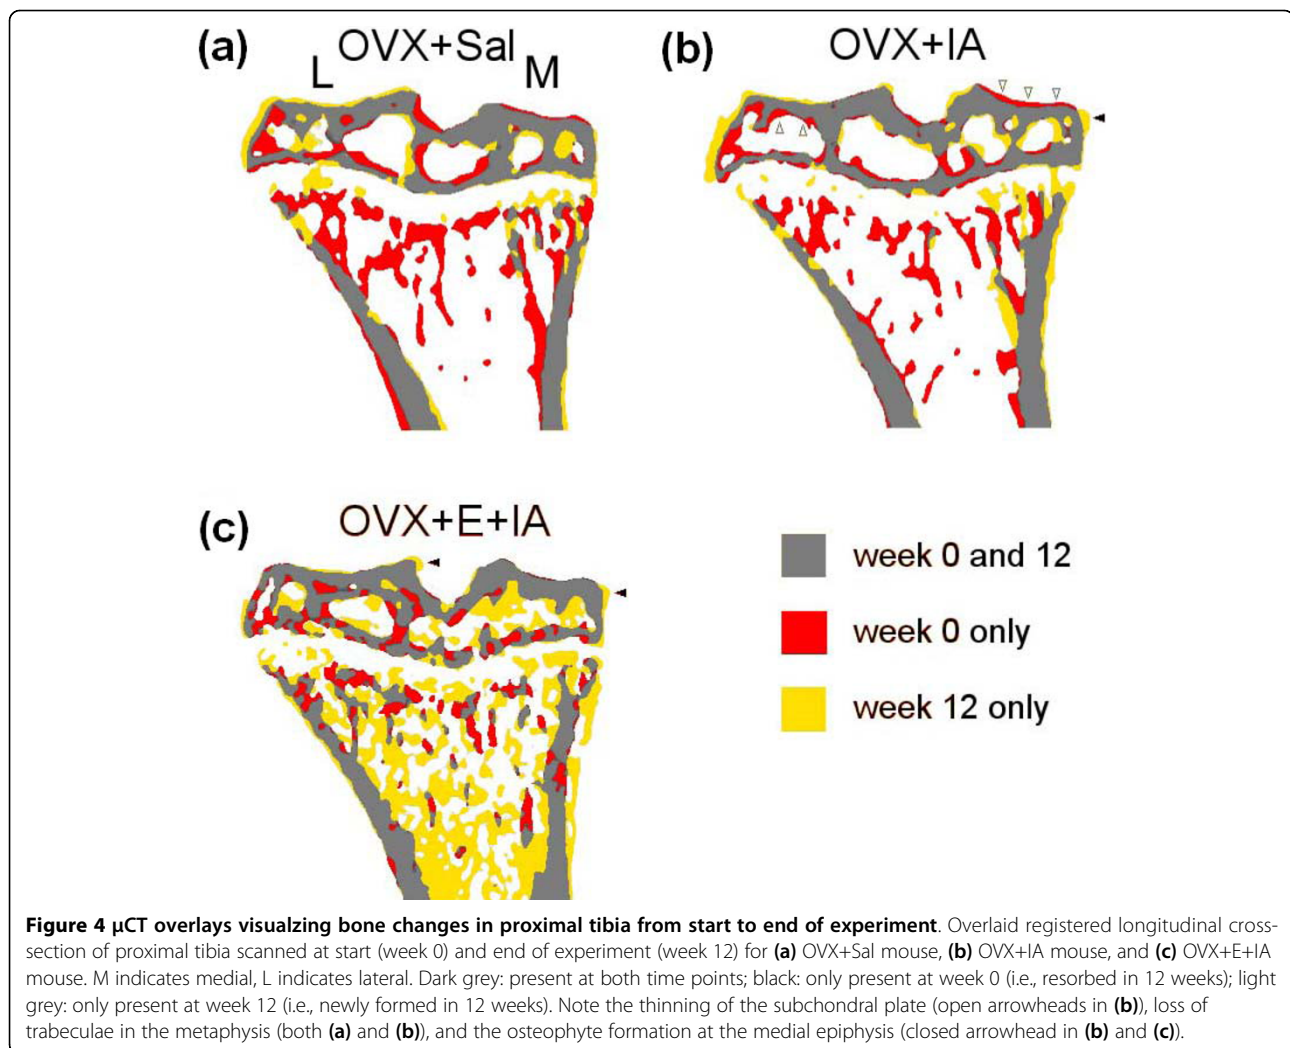 (a) OVX+Sal
L M
(b) OVX+IA
(c) OVX+E+IA
week 0 and 12
week 0 only
week 12 only
Figure 4 µCT overlays visualzing bone changes in proximal tibia from start to end of experiment. Overlaid registered longitudinal cross-
section of proximal tibia scanned at start (week 0) and end of experiment (week 12) for (a) OVX+Sal mouse, (b) OVX+IA mouse, and (c) OVX+E+IA
mouse. M indicates medial, L indicates lateral. Dark grey: present at both time points; black: only present at week 0 (i.e., resorbed in 12 weeks); light
grey: only present at week 12 (i.e., newly formed in 12 weeks). Note the thinning of the subchondral plate (open arrowheads in (b)), loss of
trabeculae in the metaphysis (both (a) and (b)), and the osteophyte formation at the medial epiphysis (closed arrowhead in (b) and (c)).